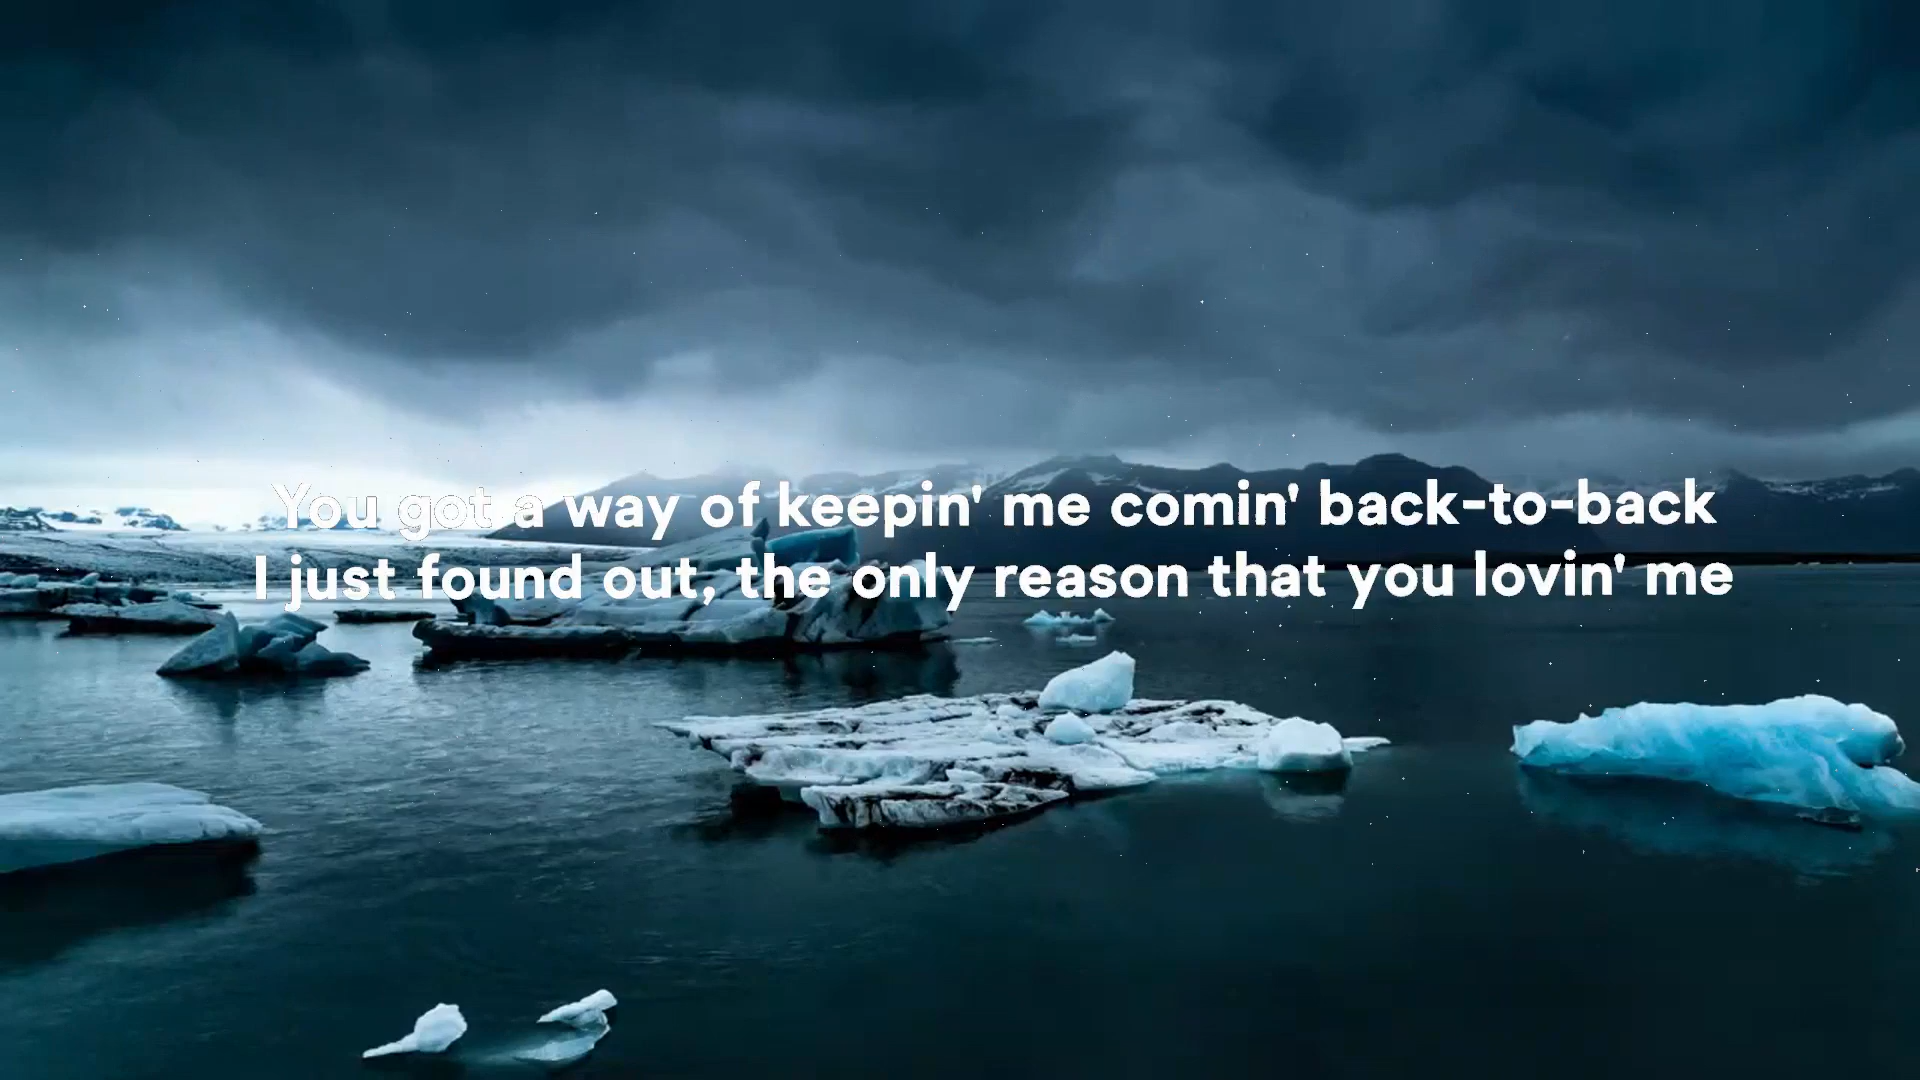 You got a way of keepin' me comin' back-to-back
I just found out, the only reason that you lovin' me